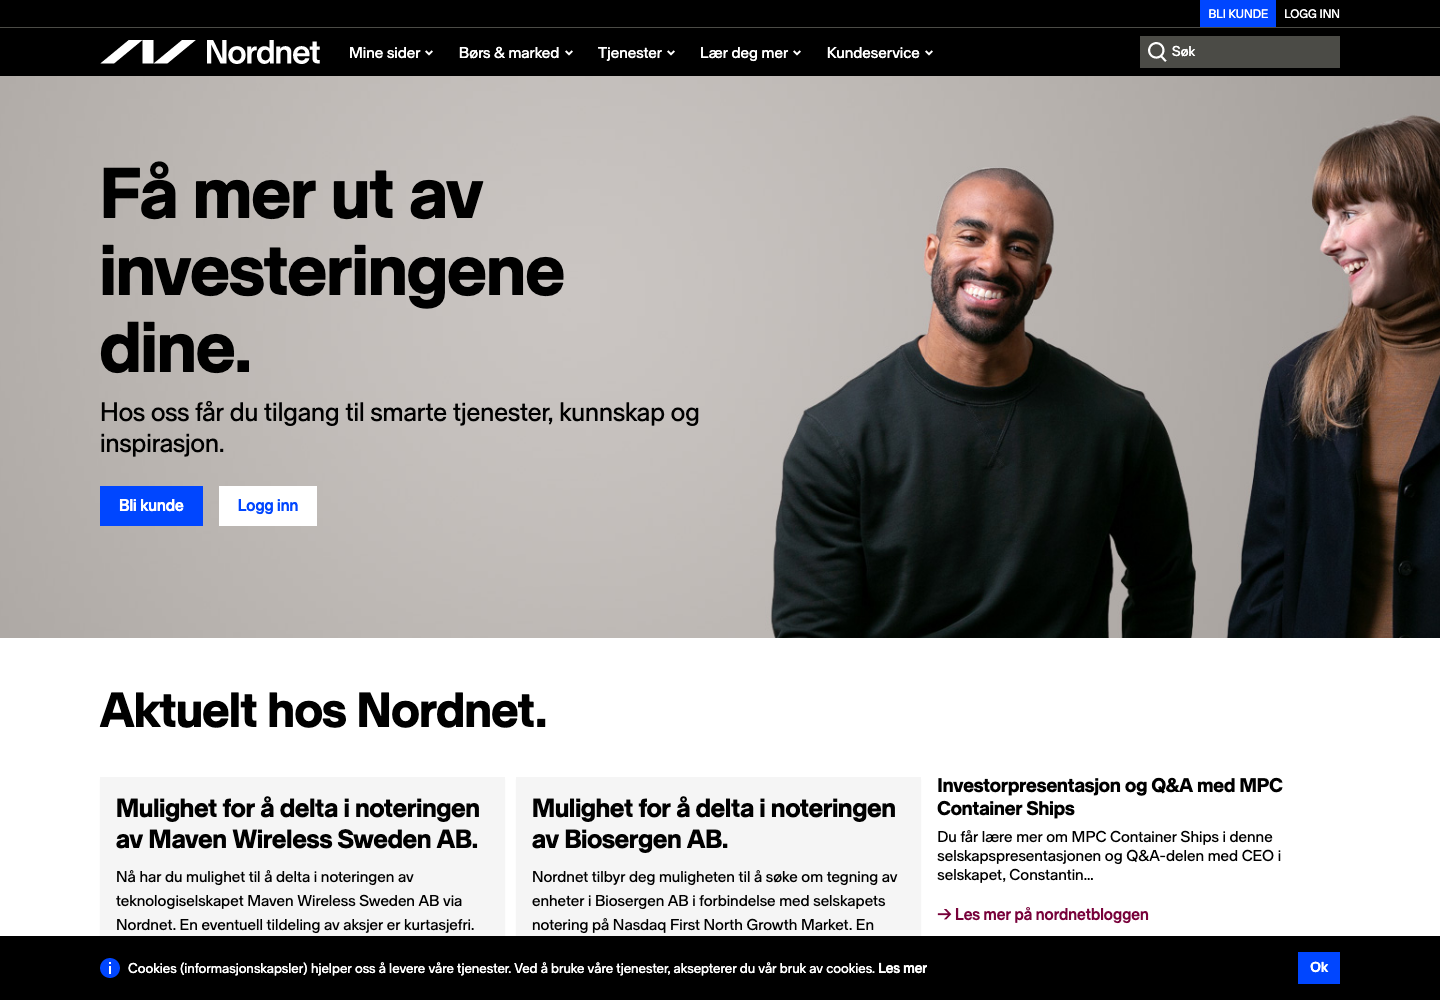 BLI KUNDE LOGG INN
Nordnet Mine sider Børs & marked Tjenester Lær deg mer Kundeservice Søk
Få mer ut av
investeringene
dine.
Hos oss får du tilgang til smarte tjenester, kunnskap og
inspirasjon.
Bli kunde Logg inn
Aktuelt hos Nordnet.
Mulighet for å delta i noteringen
av Maven Wireless Sweden AB.
Nå har du mulighet til å delta i noteringen av
teknologiselskapet Maven Wireless Sweden AB via
Nordnet. En eventuell tildeling av aksjer er kurtasjefri.
Mulighet for å delta i noteringen
av Biosergen AB.
Nordnet tilbyr deg muligheten til å søke om tegning av
enheter i Biosergen AB i forbindelse med selskapets
notering på Nasdaq First North Growth Market. En
Investorpresentasjon og Q&A med MPC
Container Ships
Du får lære mer om MPC Container Ships i denne
selskapspresentasjonen og Q&A-delen med CEO i
selskapet, Constantin...
→ Les mer på nordnetbloggen
Cookies (informasjonskapsler) hjelper oss å levere våre tjenester. Ved å bruke våre tjenester, aksepterer du vår bruk av cookies. Les mer
Ok